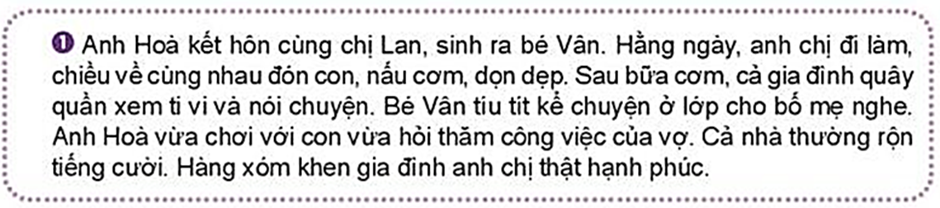 ❶ Anh Hoà kết hôn cùng chị Lan, sinh ra bé Vân. Hằng ngày, anh chị đi làm,
chiều về cùng nhau đón con, nấu cơm, dọn dẹp. Sau bữa cơm, cả gia đình quây
quần xem ti vi và nói chuyện. Bé Vân tíu tít kể chuyện ở lớp cho bố mẹ nghe.
Anh Hoà vừa chơi với con vừa hỏi thăm công việc của vợ. Cả nhà thường rộn
tiếng cười. Hàng xóm khen gia đình anh chị thật hạnh phúc.